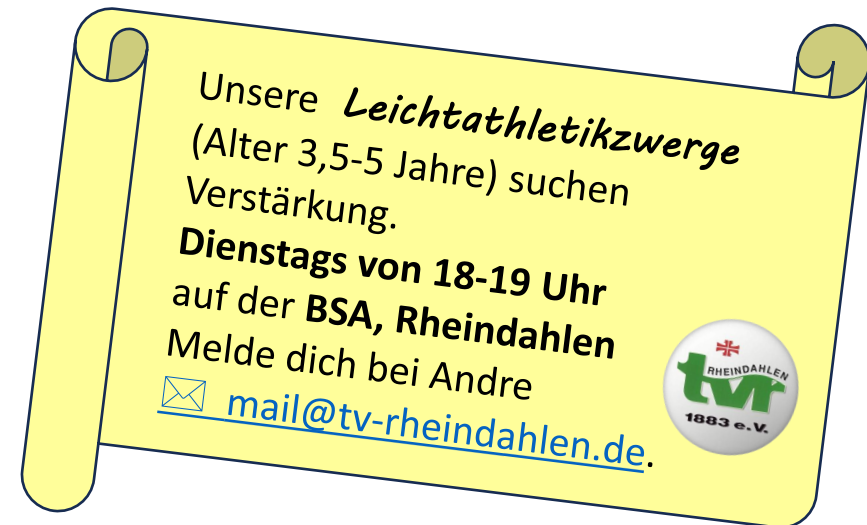 Unsere Leichtathletikzwerge
(Alter 3,5-5 Jahre) suchen
Verstärkung.
Dienstags von 18-19 Uhr
auf der BSA, Rheindahlen
Melde dich bei Andre
mail@tv-rheindahlen.de.
RHEINDAHLEN
tvr
1883 e.V.